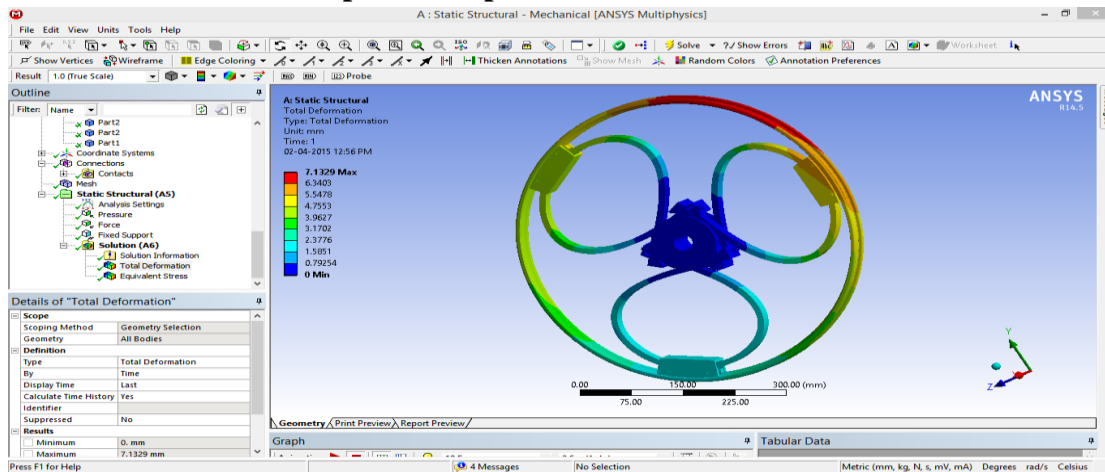 A : Static Structural - Mechanical [ANSYS Multiphysics]
File Edit View Units Tools Help
Solve ?/ Show Errors Worksheet
Show Vertices Wireframe Edge Coloring Thicken Annotations Show Mesh Random Colors Annotation Preferences
Result 1.0 (True Scale) Probe
Outline
Filter: Name
Part2
Part2
Part1
Coordinate Systems
Connections
Contacts
Mesh
Static Structural (A5)
Analysis Settings
Pressure
Force
Fixed Support
Solution (A6)
Solution Information
Total Deformation
Equivalent Stress
Details of "Total Deformation"
Scope
Scoping Method Geometry Selection
Geometry All Bodies
Definition
Type Total Deformation
By Time
Display Time Last
Calculate Time History Yes
Identifier
Suppressed No
Results
Minimum 0. mm
Maximum 7.1329 mm
A: Static Structural
Total Deformation
Type: Total Deformation
Unit: mm
Time: 1
02-04-2015 12:56 PM
7.1329 Max
6.3403
5.5478
4.7553
3.9627
3.1702
2.3776
1.5851
0.79254
0 Min
ANSYS
R14.5
Y
Z
0.00 150.00 300.00 (mm)
75.00 225.00
Geometry Print Preview Report Preview
Graph
Tabular Data
Press F1 for Help
4 Messages
No Selection
Metric (mm, kg, N, s, mV, mA) Degrees rad/s Celsius